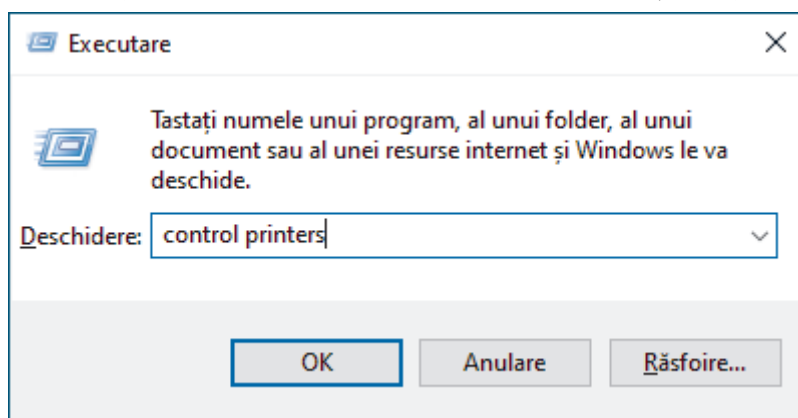 Executare
Tastați numele unui program, al unui folder, al unui
document sau al unei resurse internet și Windows le va
deschide.
Deschidere: control printers
OK Anulare Răsfoire...